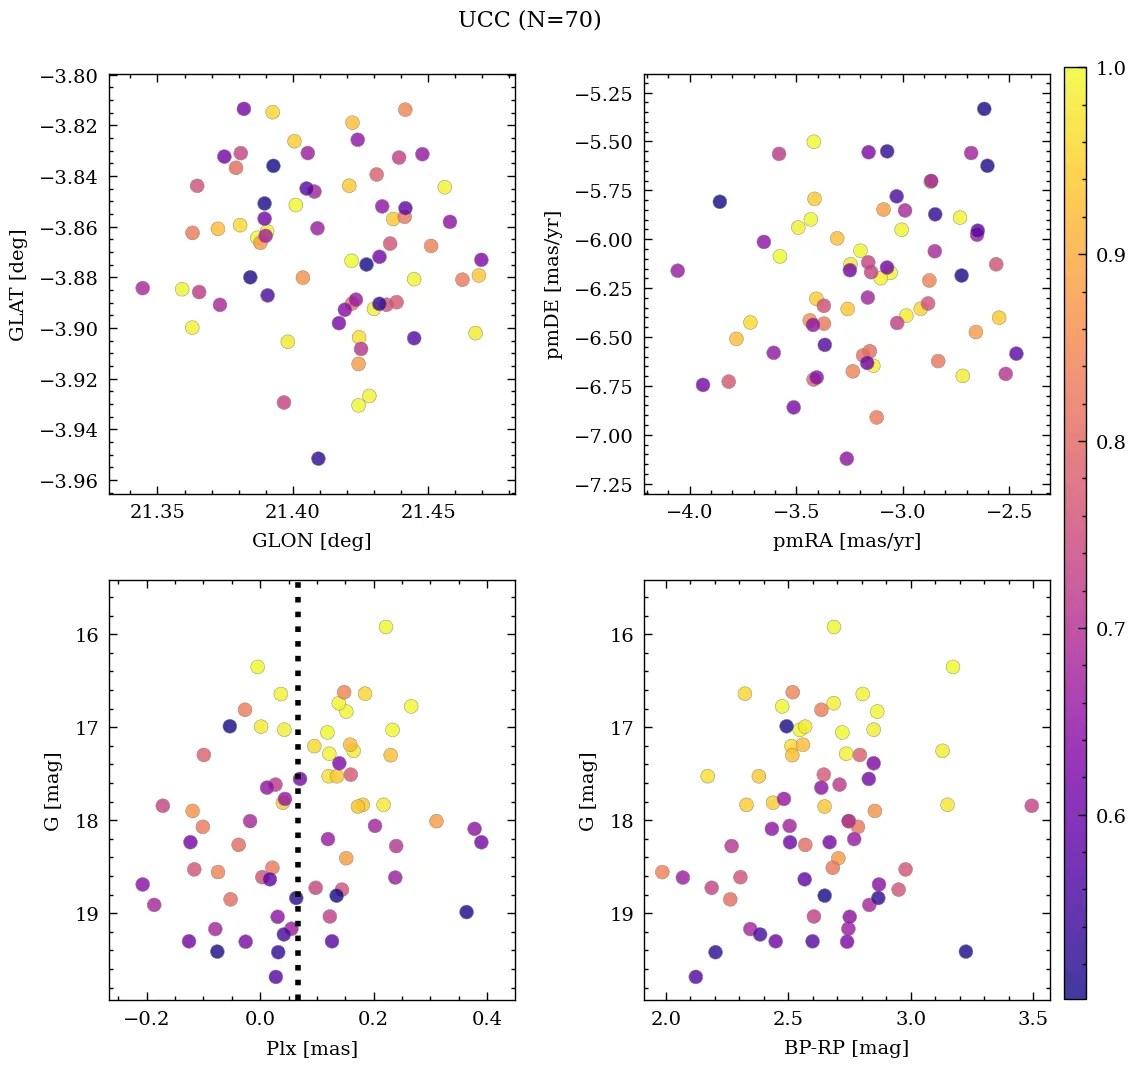 UCC (N=70)
−3.80
−3.82
−3.84
−3.86
−3.88
−3.90
−3.92
−3.94
−3.96
GLAT [deg]
21.35 21.40 21.45
GLON [deg]
−5.25
−5.50
−5.75
−6.00
−6.25
−6.50
−6.75
−7.00
−7.25
pmDE [mas/yr]
−4.0 −3.5 −3.0 −2.5
pmRA [mas/yr]
16
17
18
19
G [mag]
−0.2 0.0 0.2 0.4
Plx [mas]
16
17
18
19
G [mag]
2.0 2.5 3.0 3.5
BP-RP [mag]
1.0
0.9
0.8
0.7
0.6